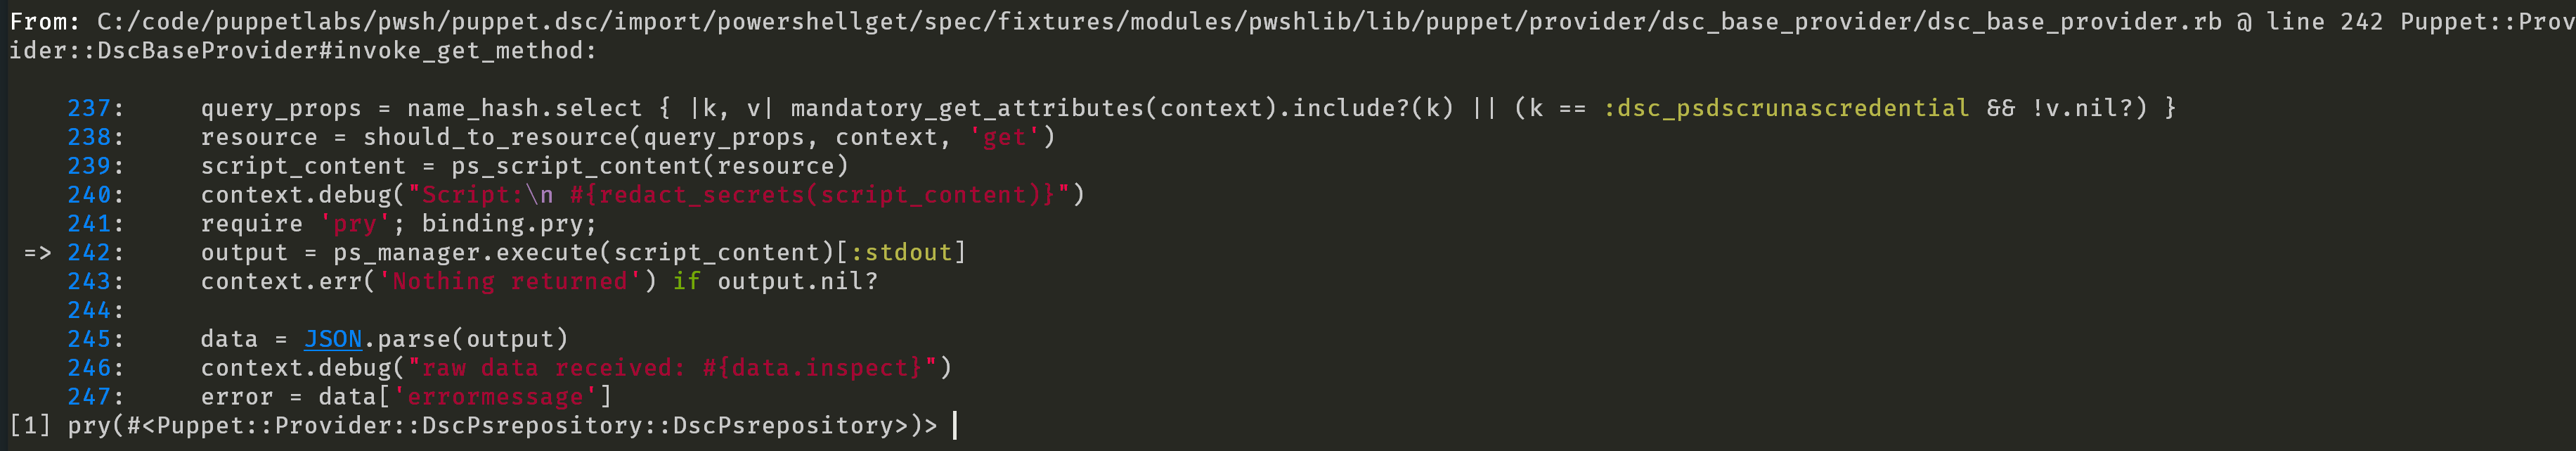 From: C:/code/puppetlabs/pwsh/puppet.dsc/import/powershellget/spec/fixtures/modules/pwshlib/lib/puppet/provider/dsc_base_provider/dsc_base_provider.rb @ line 242 Puppet::Prov
ider::DscBaseProvider#invoke_get_method:

    237:     query_props = name_hash.select { |k, v| mandatory_get_attributes(context).include?(k) || (k == :dsc_psdscrunascredential && !v.nil?) }
    238:     resource = should_to_resource(query_props, context, 'get')
    239:     script_content = ps_script_content(resource)
    240:     context.debug("Script:\n #{redact_secrets(script_content)}")
    241:     require 'pry'; binding.pry;
 => 242:     output = ps_manager.execute(script_content)[:stdout]
    243:     context.err('Nothing returned') if output.nil?
    244:
    245:     data = JSON.parse(output)
    246:     context.debug("raw data received: #{data.inspect}")
    247:     error = data['errormessage']
[1] pry(#<Puppet::Provider::DscPsrepository::DscPsrepository>)>